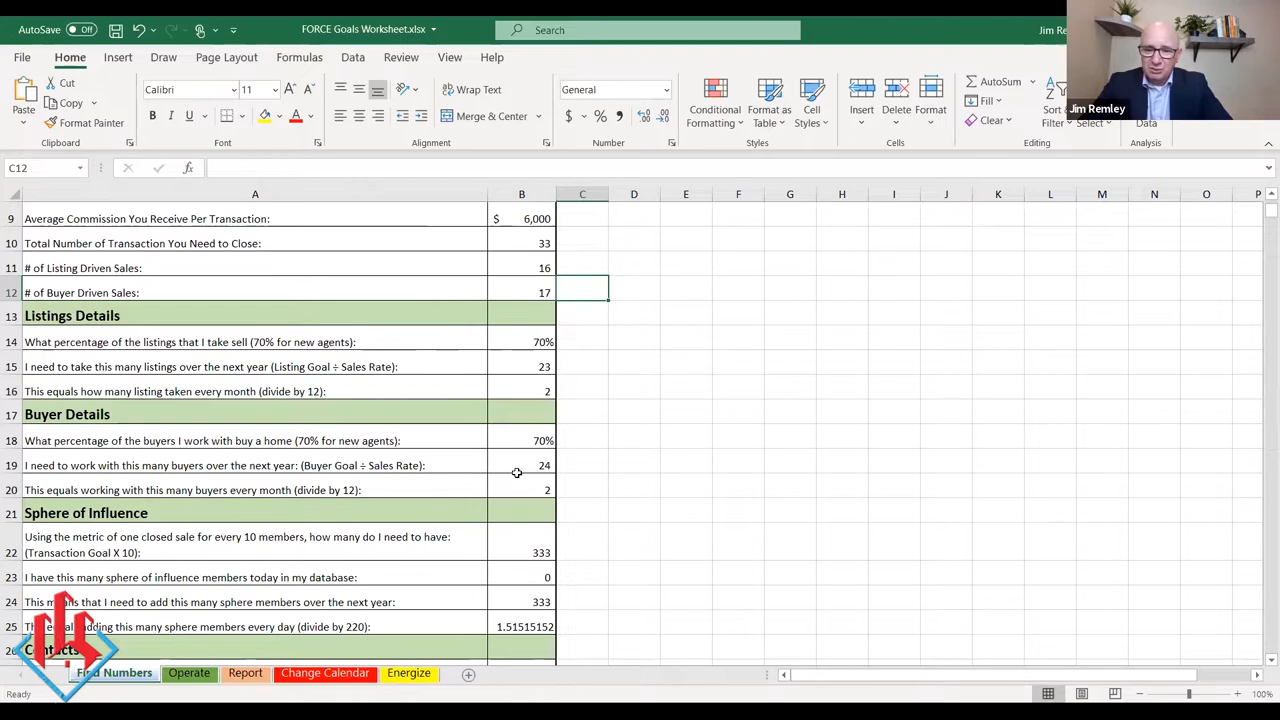 AutoSave Off FORCE Goals Worksheet.xlsx Search Jim Re
File Home Insert Draw Page Layout Formulas Data Review View Help
Jim Remley
Paste Cut Copy Format Painter
Calibri 11 A A B I U A
Wrap Text Merge & Center
General $ % 9
Conditional Formatting Format as Table Cell Styles
Insert Delete Format
AutoSum Fill Clear Sort Filter Select Data
Clipboard Font Alignment Number Styles Cells Editing Analysis
C12 fx
A B C D E F G H I J K L M N O P
9 Average Commission You Receive Per Transaction: $ 6,000
10 Total Number of Transaction You Need to Close: 33
11 # of Listing Driven Sales: 16
12 # of Buyer Driven Sales: 17
13 Listings Details
14 What percentage of the listings that I take sell (70% for new agents): 70%
15 I need to take this many listings over the next year (Listing Goal ÷ Sales Rate): 23
16 This equals how many listing taken every month (divide by 12): 2
17 Buyer Details
18 What percentage of the buyers I work with buy a home (70% for new agents): 70%
19 I need to work with this many buyers over the next year: (Buyer Goal ÷ Sales Rate): 24
20 This equals working with this many buyers every month (divide by 12): 2
21 Sphere of Influence
Using the metric of one closed sale for every 10 members, how many do I need to have:
22 (Transaction Goal X 10): 333
23 I have this many sphere of influence members today in my database: 0
24 This means that I need to add this many sphere members over the next year: 333
25 adding this many sphere members every day (divide by 220): 1.51515152
26 Contacts
Find Numbers Operate Report Change Calendar Energize
Ready 100%